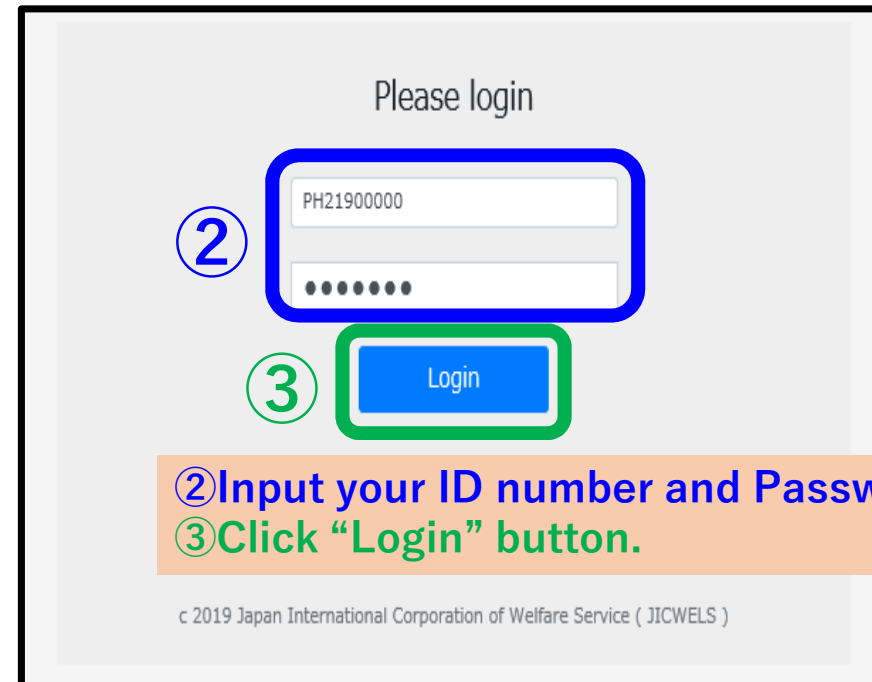 Please login
PH21900000
②
●●●●●●●
③
Login
②Input your ID number and
③Click “Login” button.
c 2019 Japan International Corporation of Welfare Service ( JICWELS )